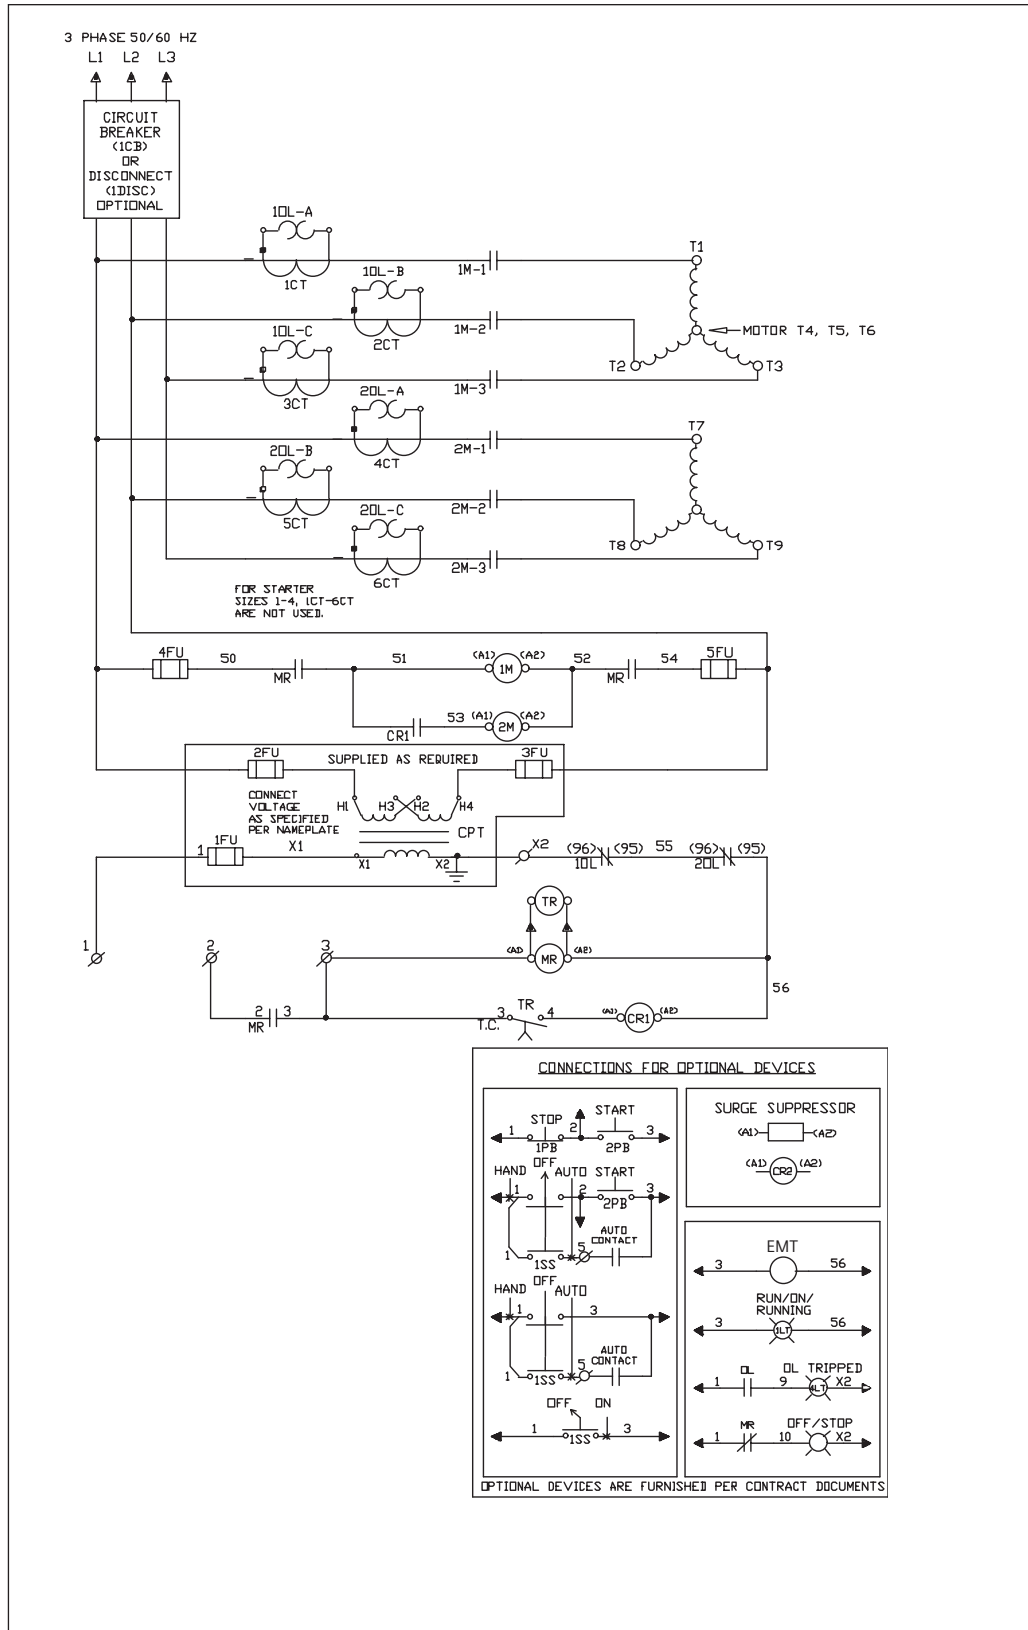 3 PHASE 50/60 HZ
L1 L2 L3
CIRCUIT
BREAKER
(1CB)
OR
DISCONNECT
(1DISC)
OPTIONAL
1OL-A
1CT
1M-1
T1
1OL-B
2CT
1M-2
MOTOR T4, T5, T6
T2
T3
1OL-C
3CT
1M-3
2OL-A
4CT
2M-1
T7
2OL-B
5CT
2M-2
T8
T9
2OL-C
6CT
2M-3
FOR STARTER
SIZES 1-4, 1CT-6CT
ARE NOT USED.
4FU 50 MR 51 (A1) 1M (A2) 52 MR 54 5FU
CR1 53 (A1) 2M (A2)
2FU SUPPLIED AS REQUIRED 3FU
CONNECT
VOLTAGE
AS SPECIFIED
PER NAMEPLATE
H1 H3 H2 H4
CPT
1 1FU X1 X1 X2 X2 (96) (95) 55 (96) (95)
1OL 2OL
TR
1 2 3 (A1) MR (A2)
56
2 3
MR
T.C. 3 TR 4 (A1) CR1 (A2)
CONNECTIONS FOR OPTIONAL DEVICES
1 STOP 2 START 3
1PB 2PB
HAND OFF AUTO START
1 2 3
2PB
AUTO
CONTACT
1 1SS 5
HAND OFF AUTO
1 3
AUTO
CONTACT
1 1SS 5
OFF ON
1 1SS 3
SURGE SUPPRESSOR
(A1) (A2)
(A1) CR2 (A2)
EMT
3 56
RUN/ON/
RUNNING
3 1LT 56
OL OL TRIPPED
1 9 4LT X2
MR OFF/STOP
1 10 X2
OPTIONAL DEVICES ARE FURNISHED PER CONTRACT DOCUMENTS